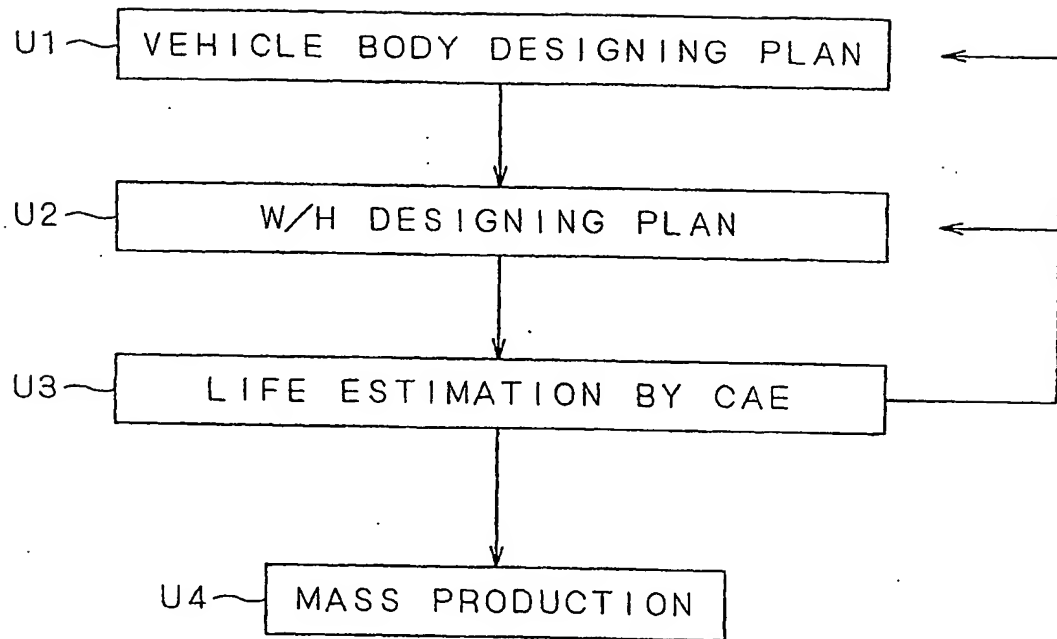 U1 VEHICLE BODY DESIGNING PLAN
U2 W/H DESIGNING PLAN
U3 LIFE ESTIMATION BY CAE
U4 MASS PRODUCTION